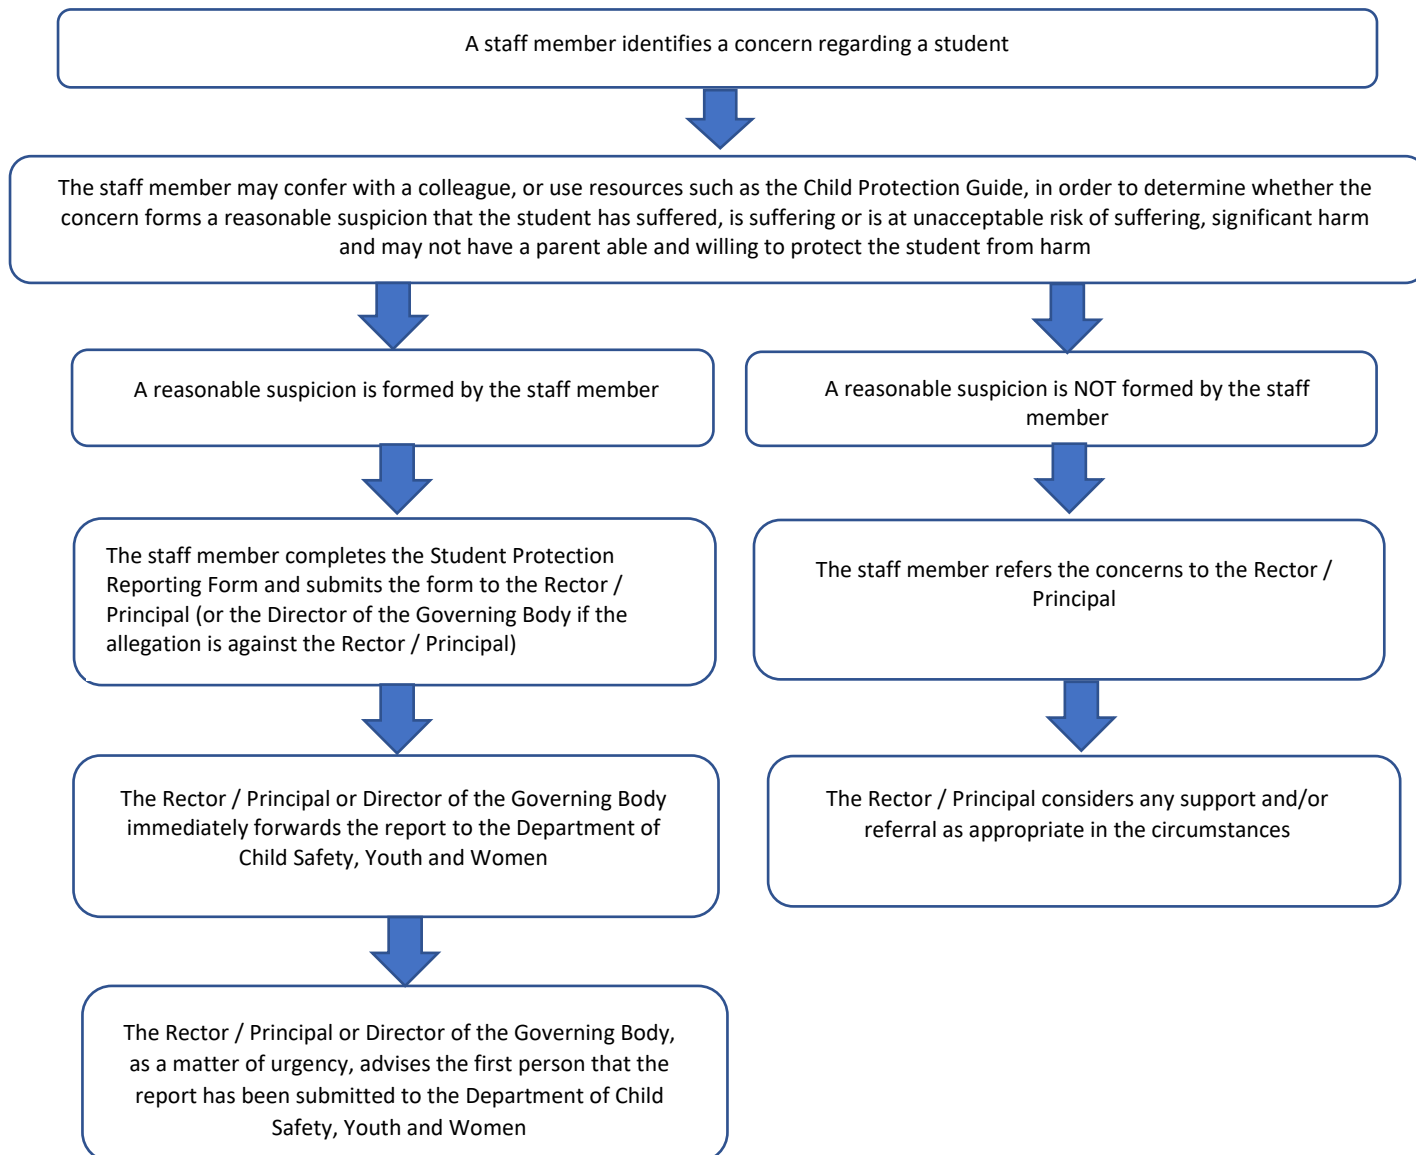 A staff member identifies a concern regarding a student
The staff member may confer with a colleague, or use resources such as the Child Protection Guide, in order to determine whether the
concern forms a reasonable suspicion that the student has suffered, is suffering or is at unacceptable risk of suffering, significant harm
and may not have a parent able and willing to protect the student from harm
A reasonable suspicion is formed by the staff member
A reasonable suspicion is NOT formed by the staff
member
The staff member completes the Student Protection
Reporting Form and submits the form to the Rector /
Principal (or the Director of the Governing Body if the
allegation is against the Rector / Principal)
The staff member refers the concerns to the Rector /
Principal
The Rector / Principal or Director of the Governing Body
immediately forwards the report to the Department of
Child Safety, Youth and Women
The Rector / Principal considers any support and/or
referral as appropriate in the circumstances
The Rector / Principal or Director of the Governing Body,
as a matter of urgency, advises the first person that the
report has been submitted to the Department of Child
Safety, Youth and Women